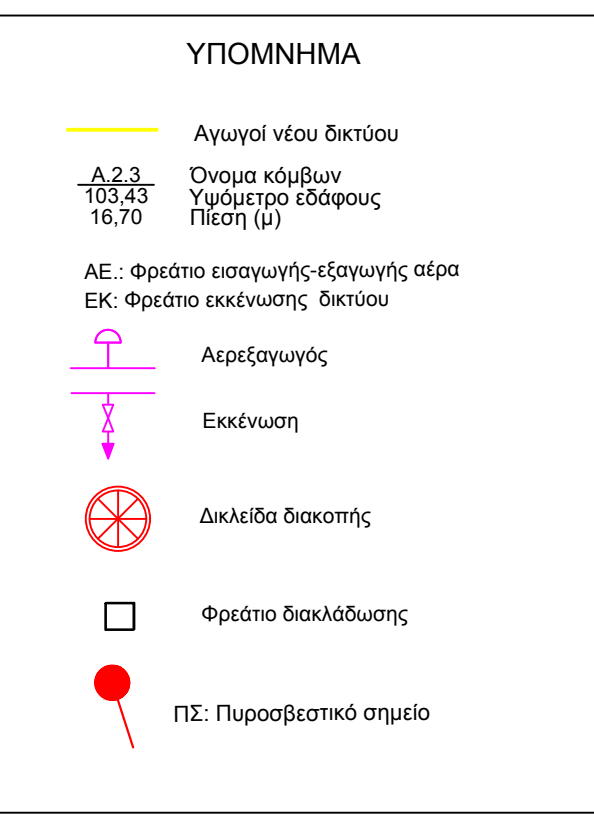 ΥΠΟΜΝΗΜΑ
Αγωγοί νέου δικτύου
Α.2.3 Όνομα κόμβων
103,43 Υψόμετρο εδάφους
16,70 Πίεση (μ)
ΑΕ.: Φρεάτιο εισαγωγής-εξαγωγής αέρα
ΕΚ: Φρεάτιο εκκένωσης δικτύου
Αερεξαγωγός
Εκκένωση
Δικλείδα διακοπής
Φρεάτιο διακλάδωσης
ΠΣ: Πυροσβεστικό σημείο